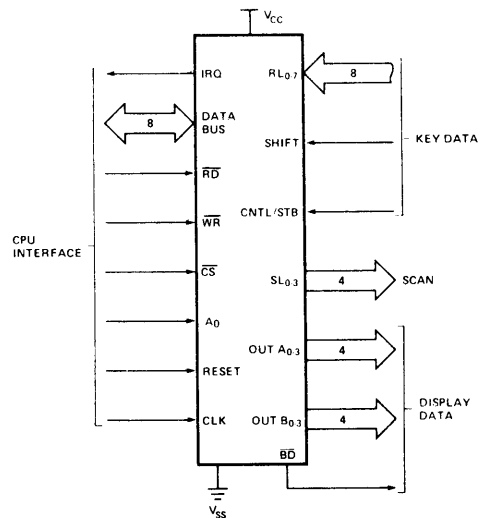 VCC
IRQ
RL0-7
8
DATA
BUS
8
SHIFT
KEY DATA
RD
CNTL/STB
WR
CPU
INTERFACE
CS
SL0-3
4
SCAN
A0
OUT A0-3
4
RESET
DISPLAY
DATA
CLK
OUT B0-3
4
BD
VSS